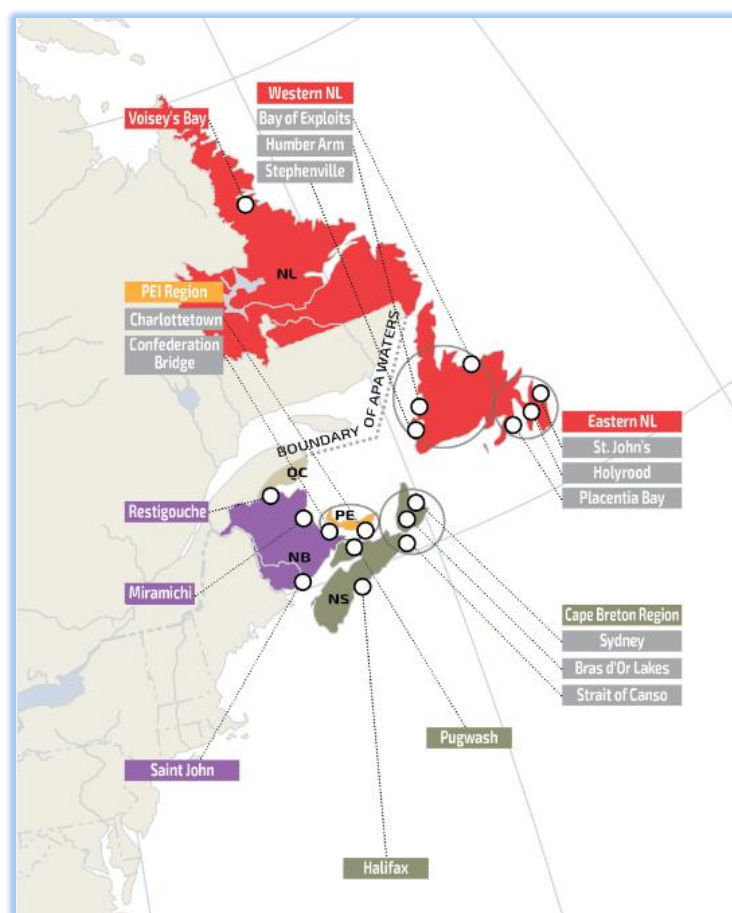 Voisey's Bay
Western NL
Bay of Exploits
Humber Arm
Stephenville
NL
PEI Region
Charlottetown
Confederation
Bridge
BOUNDARY OF APA WATERS
Eastern NL
St. John's
Holyrood
Placentia Bay
OC
Restigouche
PE
NB
Miramichi
NS
Cape Breton Region
Sydney
Bras d'Or Lakes
Strait of Canso
Pugwash
Saint John
Halifax